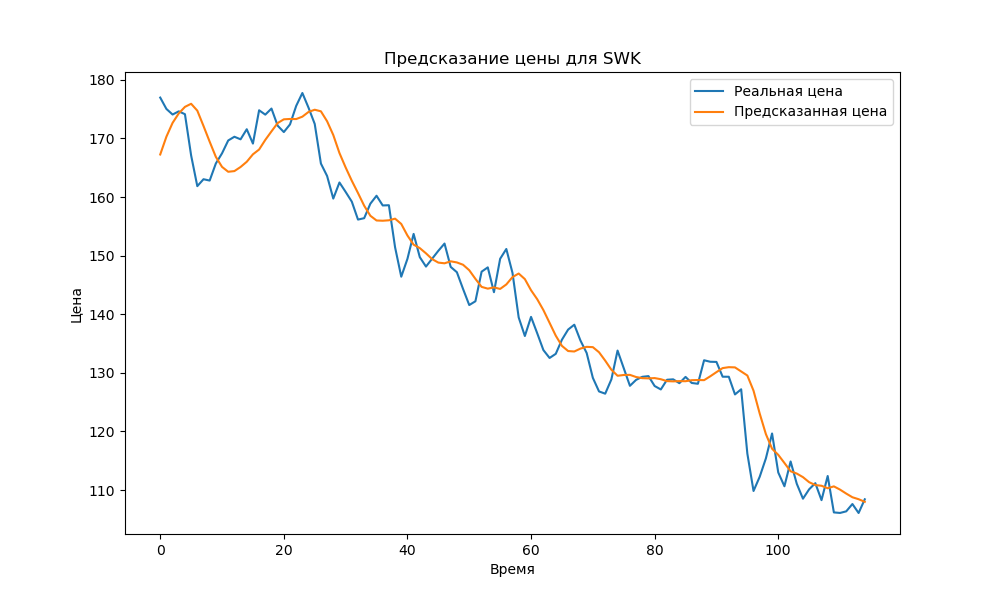 Предсказание цены для SWK
Реальная цена
Предсказанная цена
Цена
180
170
160
150
140
130
120
110
0 20 40 60 80 100
Время